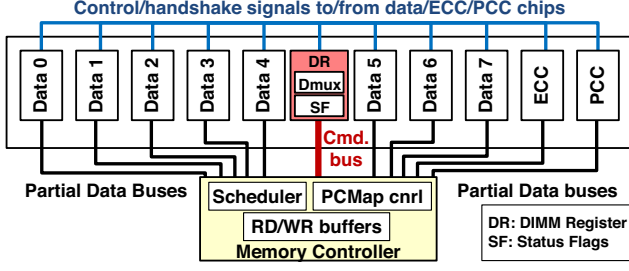 Control/handshake signals to/from data/ECC/PCC chips
Data 0
Data 1
Data 2
Data 3
Data 4
DR
Dmux
SF
Data 5
Data 6
Data 7
ECC
PCC
Cmd.
bus
Partial Data Buses
Partial Data buses
Scheduler
PCMap cnrl
RD/WR buffers
Memory Controller
DR: DIMM Register
SF: Status Flags